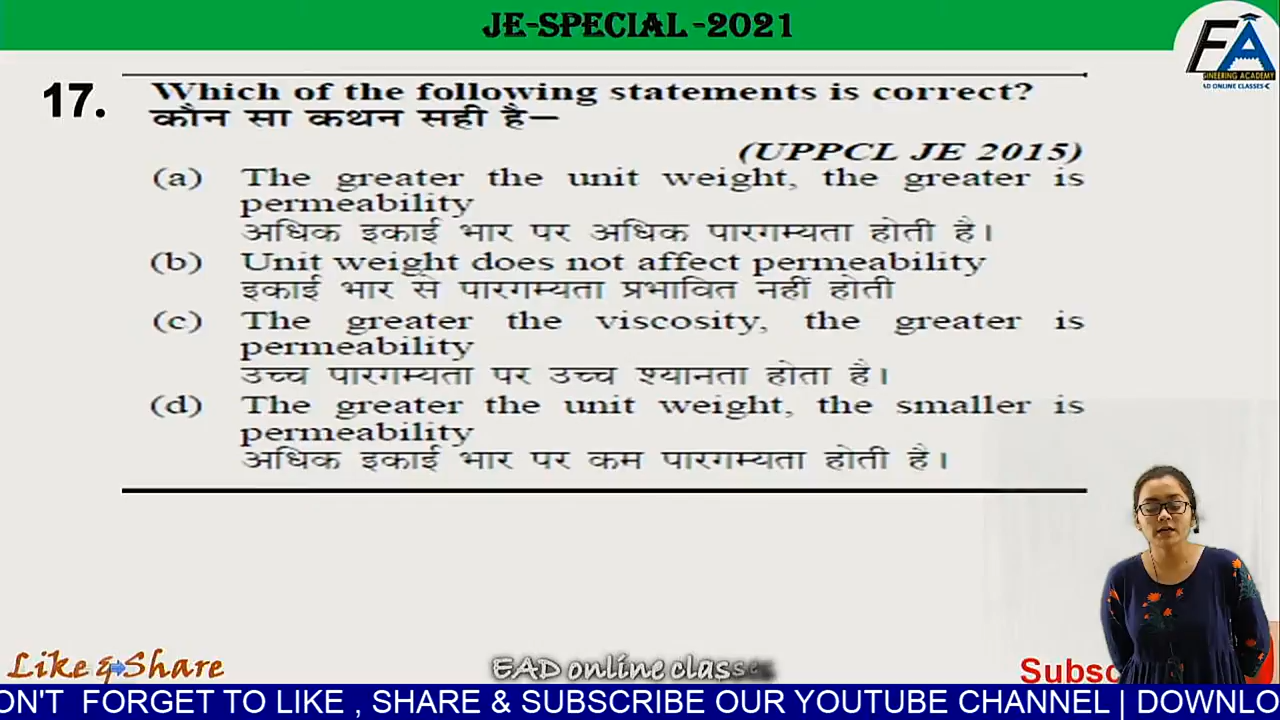 JE-SPECIAL -2021
EA
GINEERING ACADEMY
17. Which of the following statements is correct?
कौन सा कथन सही है–
(UPPCL JE 2015)
(a) The greater the unit weight, the greater is
permeability
अधिक इकाई भार पर अधिक पारगम्यता होती है।
(b) Unit weight does not affect permeability
इकाई भार से पारगम्यता प्रभावित नहीं होती
(c) The greater the viscosity, the greater is
permeability
उच्च पारगम्यता पर उच्च श्यानता होता है।
(d) The greater the unit weight, the smaller is
permeability
अधिक इकाई भार पर कम पारगम्यता होती है।
Like & Share
EAD online classes
Subsc
ON'T FORGET TO LIKE , SHARE & SUBSCRIBE OUR YOUTUBE CHANNEL | DOWNLO